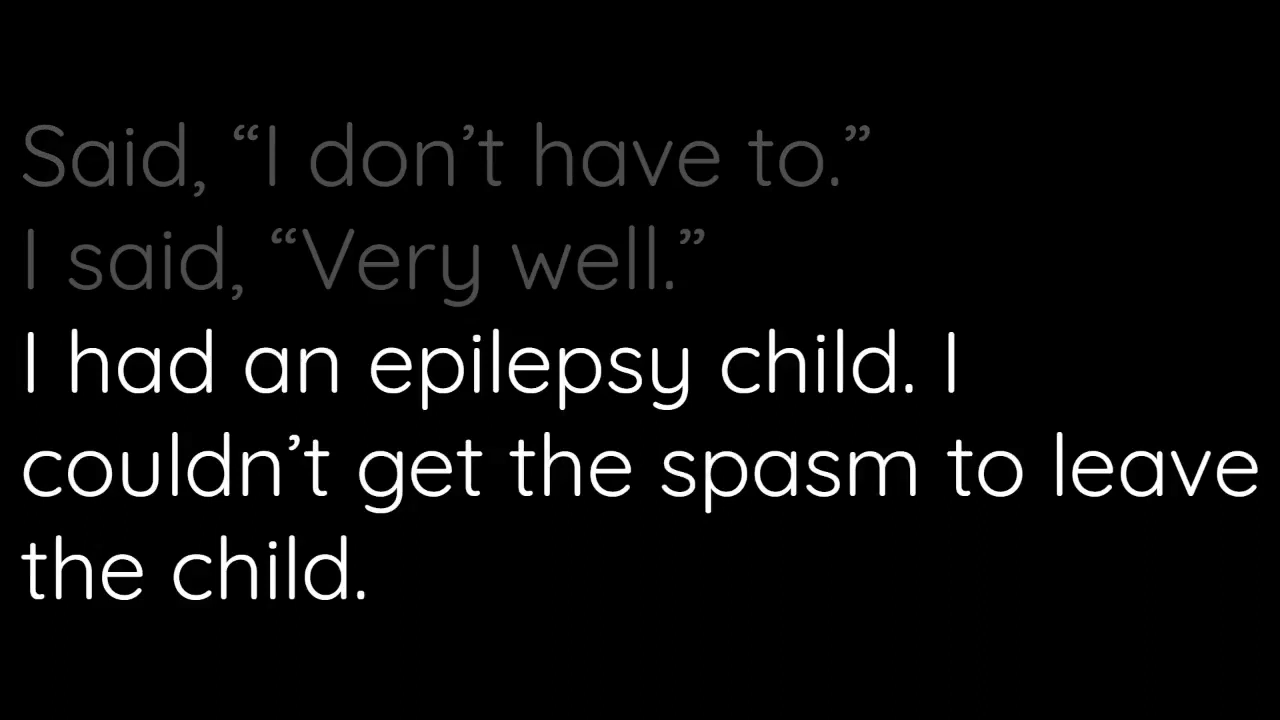 Said, “I don’t have to.”
I said, “Very well.”
I had an epilepsy child. I
couldn’t get the spasm to leave
the child.